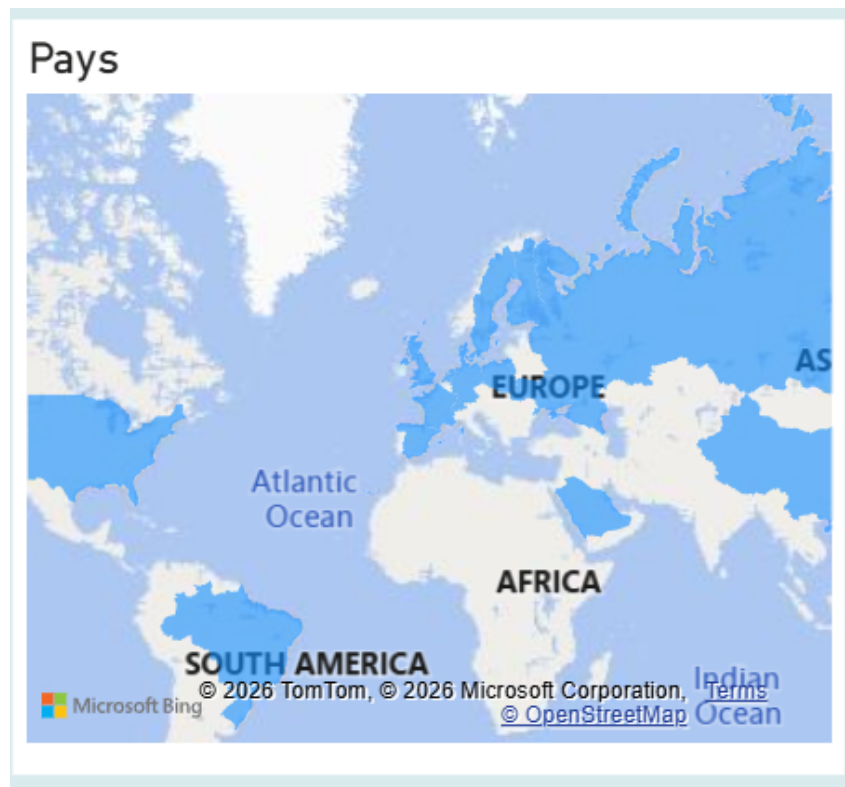 Pays
AS
EUROPE
Atlantic
Ocean
AFRICA
SOUTH AMERICA
Indian
Ocean
Microsoft Bing
© 2026 TomTom, © 2026 Microsoft Corporation, Terms
© OpenStreetMap